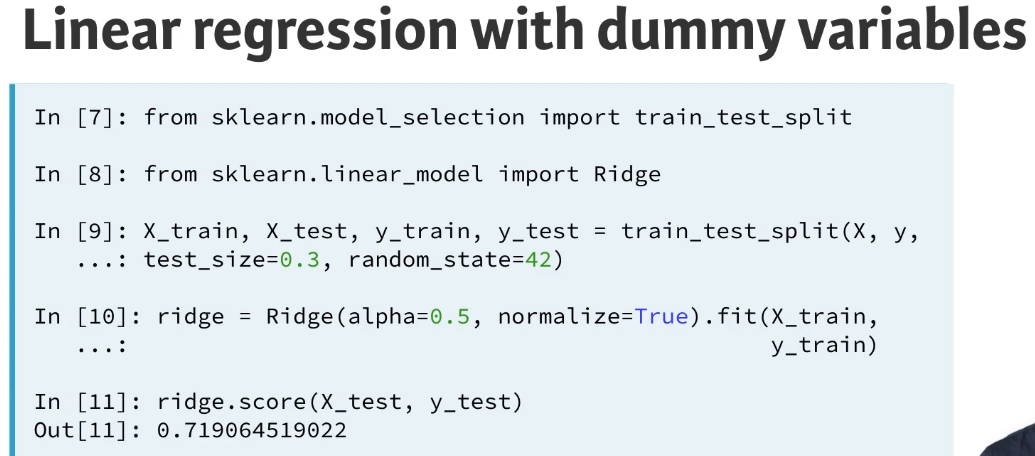 Linear regression with dummy variables
In [7]: from sklearn.model_selection import train_test_split
In [8]: from sklearn.linear_model import Ridge
In [9]: X_train, X_test, y_train, y_test = train_test_split(X, y,
...: test_size=0.3, random_state=42)
In [10]: ridge = Ridge(alpha=0.5, normalize=True).fit(X_train,
...: y_train)
In [11]: ridge.score(X_test, y_test)
Out[11]: 0.719064519022